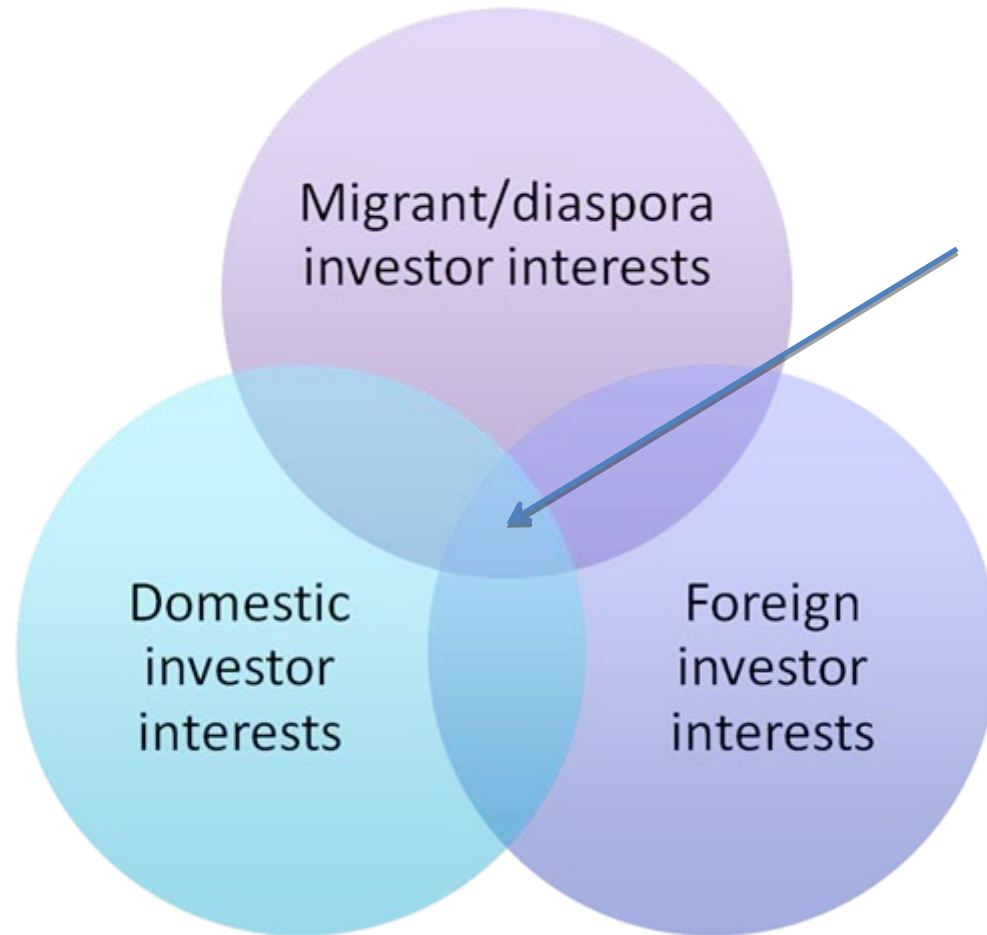 Migrant/diaspora
investor interests
Domestic
investor
interests
Foreign
investor
interests